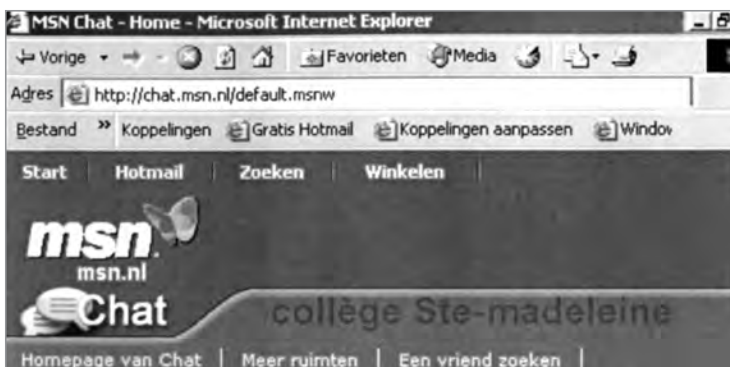 MSN Chat - Home - Microsoft Internet Explorer
Vorige Favorieten Media
Adres http://chat.msn.nl/default.msnw
Bestand » Koppelingen Gratis Hotmail Koppelingen aanpassen Window
Start Hotmail Zoeken Winkelen
msn
msn.nl
Chat collège Ste-madeleine
Homepage van Chat | Meer ruimten | Een vriend zoeken |